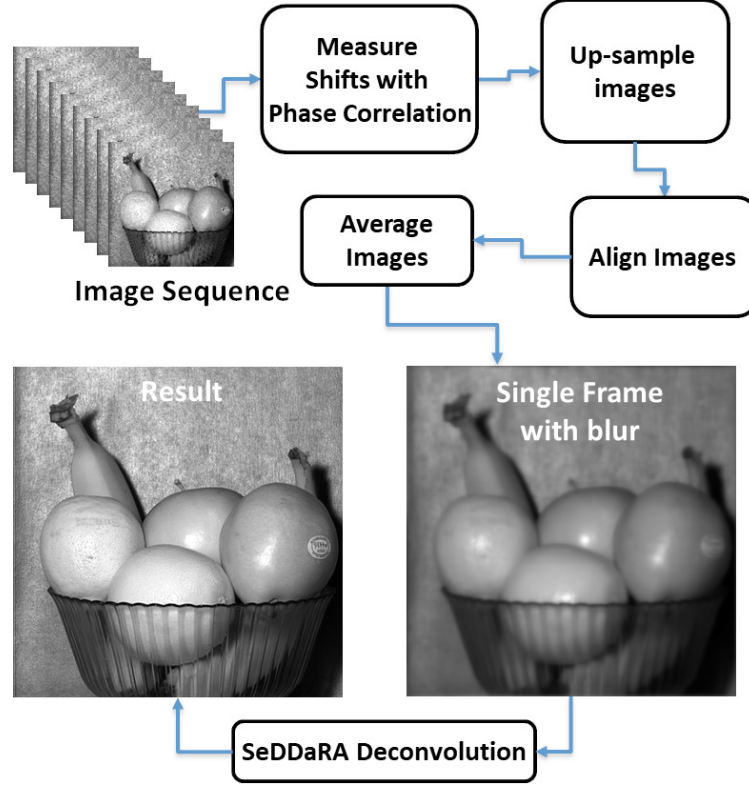 Measure
Shifts with
Phase Correlation
Up-sample
images
Image Sequence
Average
Images
Align Images
Result
Single Frame
with blur
SeDDaRA Deconvolution